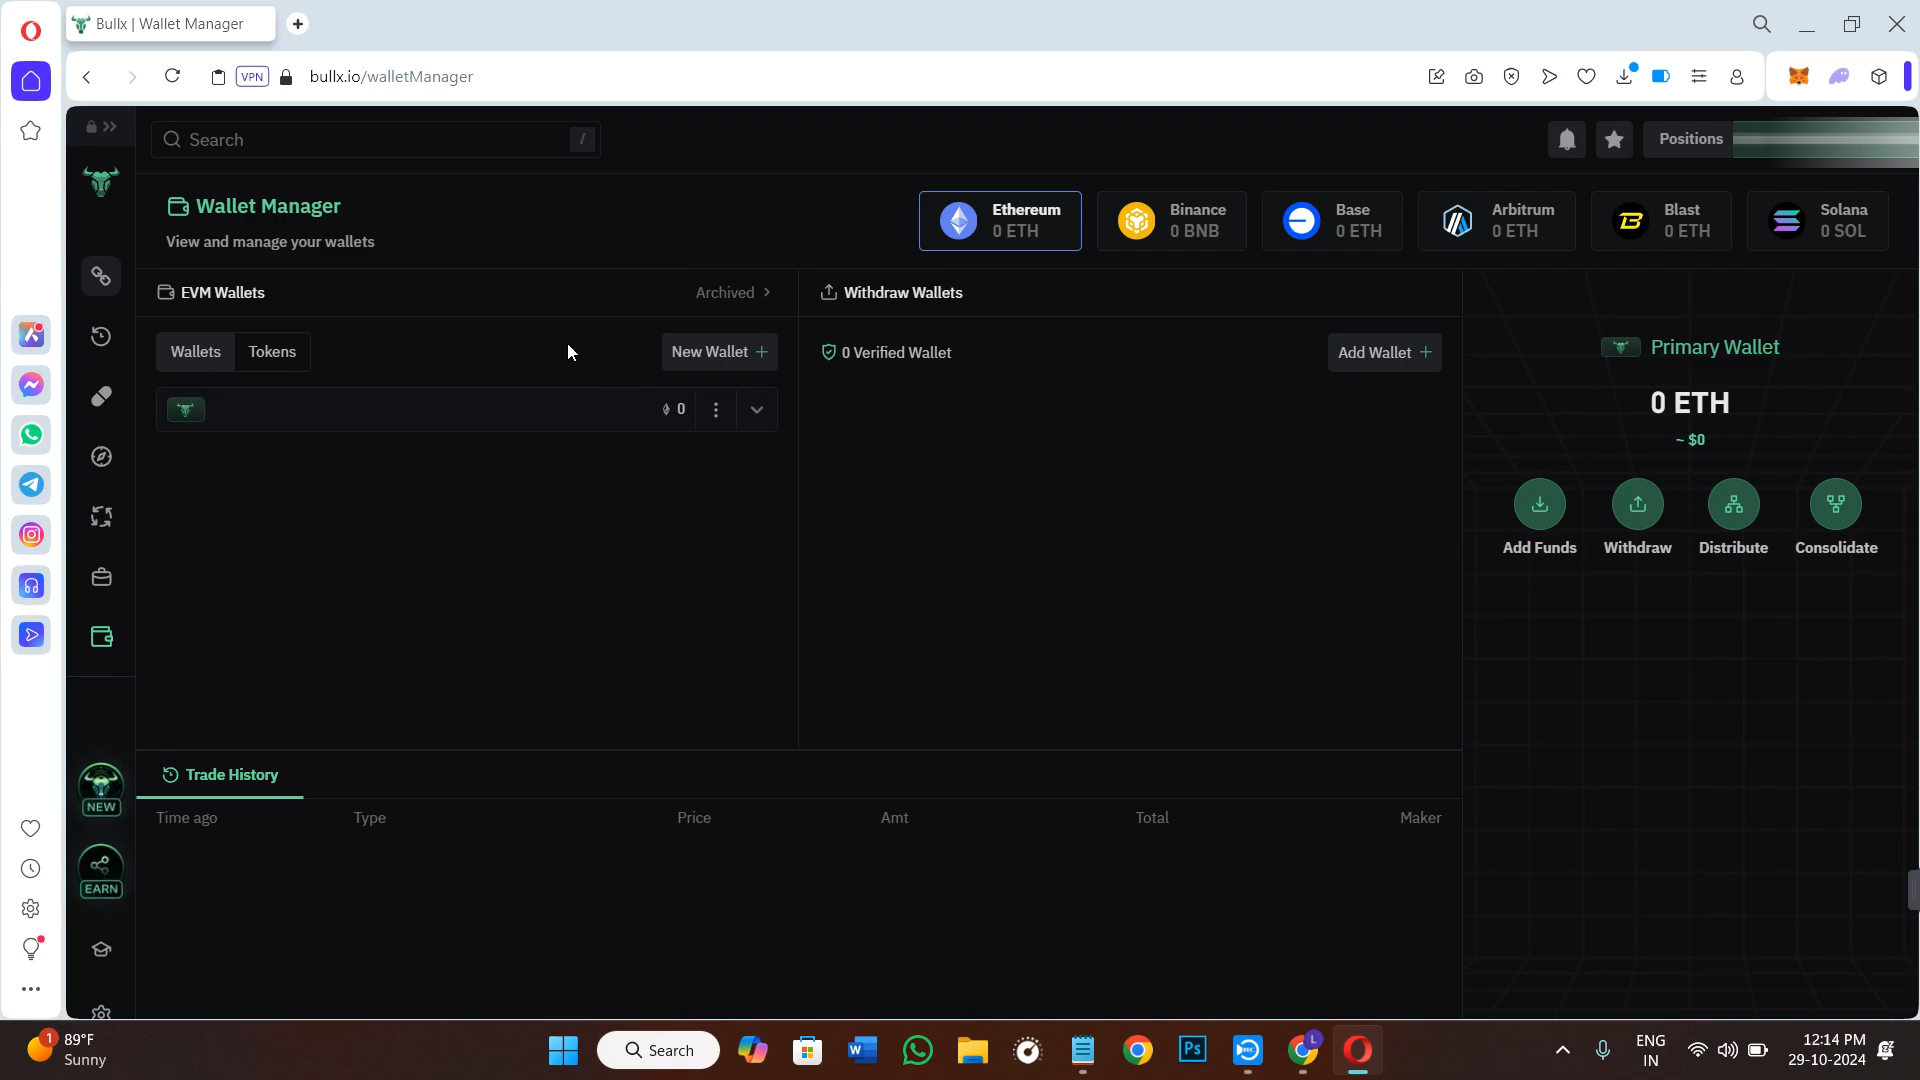 Bullx | Wallet Manager
VPN
bullx.io/walletManager
Search /
Positions
Wallet Manager
View and manage your wallets
Ethereum
0 ETH
Binance
0 BNB
Base
0 ETH
Arbitrum
0 ETH
Blast
0 ETH
Solana
0 SOL
EVM Wallets
Archived
Withdraw Wallets
Wallets
Tokens
New Wallet +
0 Verified Wallet
Add Wallet +
0
Primary Wallet
0 ETH
~ $0
Add Funds
Withdraw
Distribute
Consolidate
NEW
EARN
Trade History
Time ago
Type
Price
Amt
Total
Maker
1
89°F
Sunny
Search
W
Ps
REC
L
ENG
IN
12:14 PM
29-10-2024